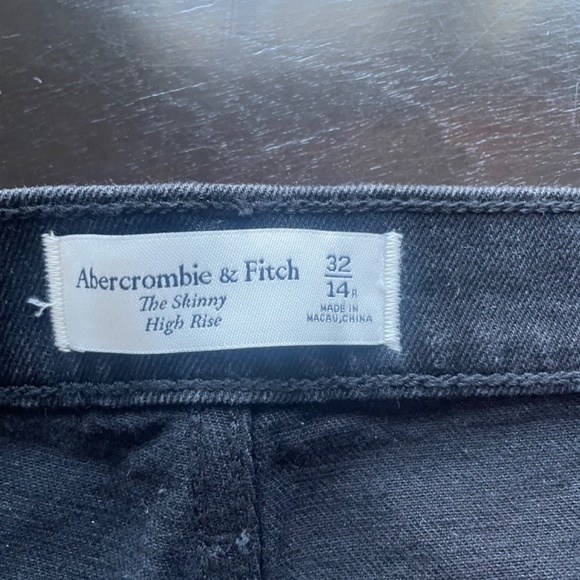 Abercrombie & Fitch
The Skinny
High Rise
32
14R
MADE IN
MACAU,CHINA